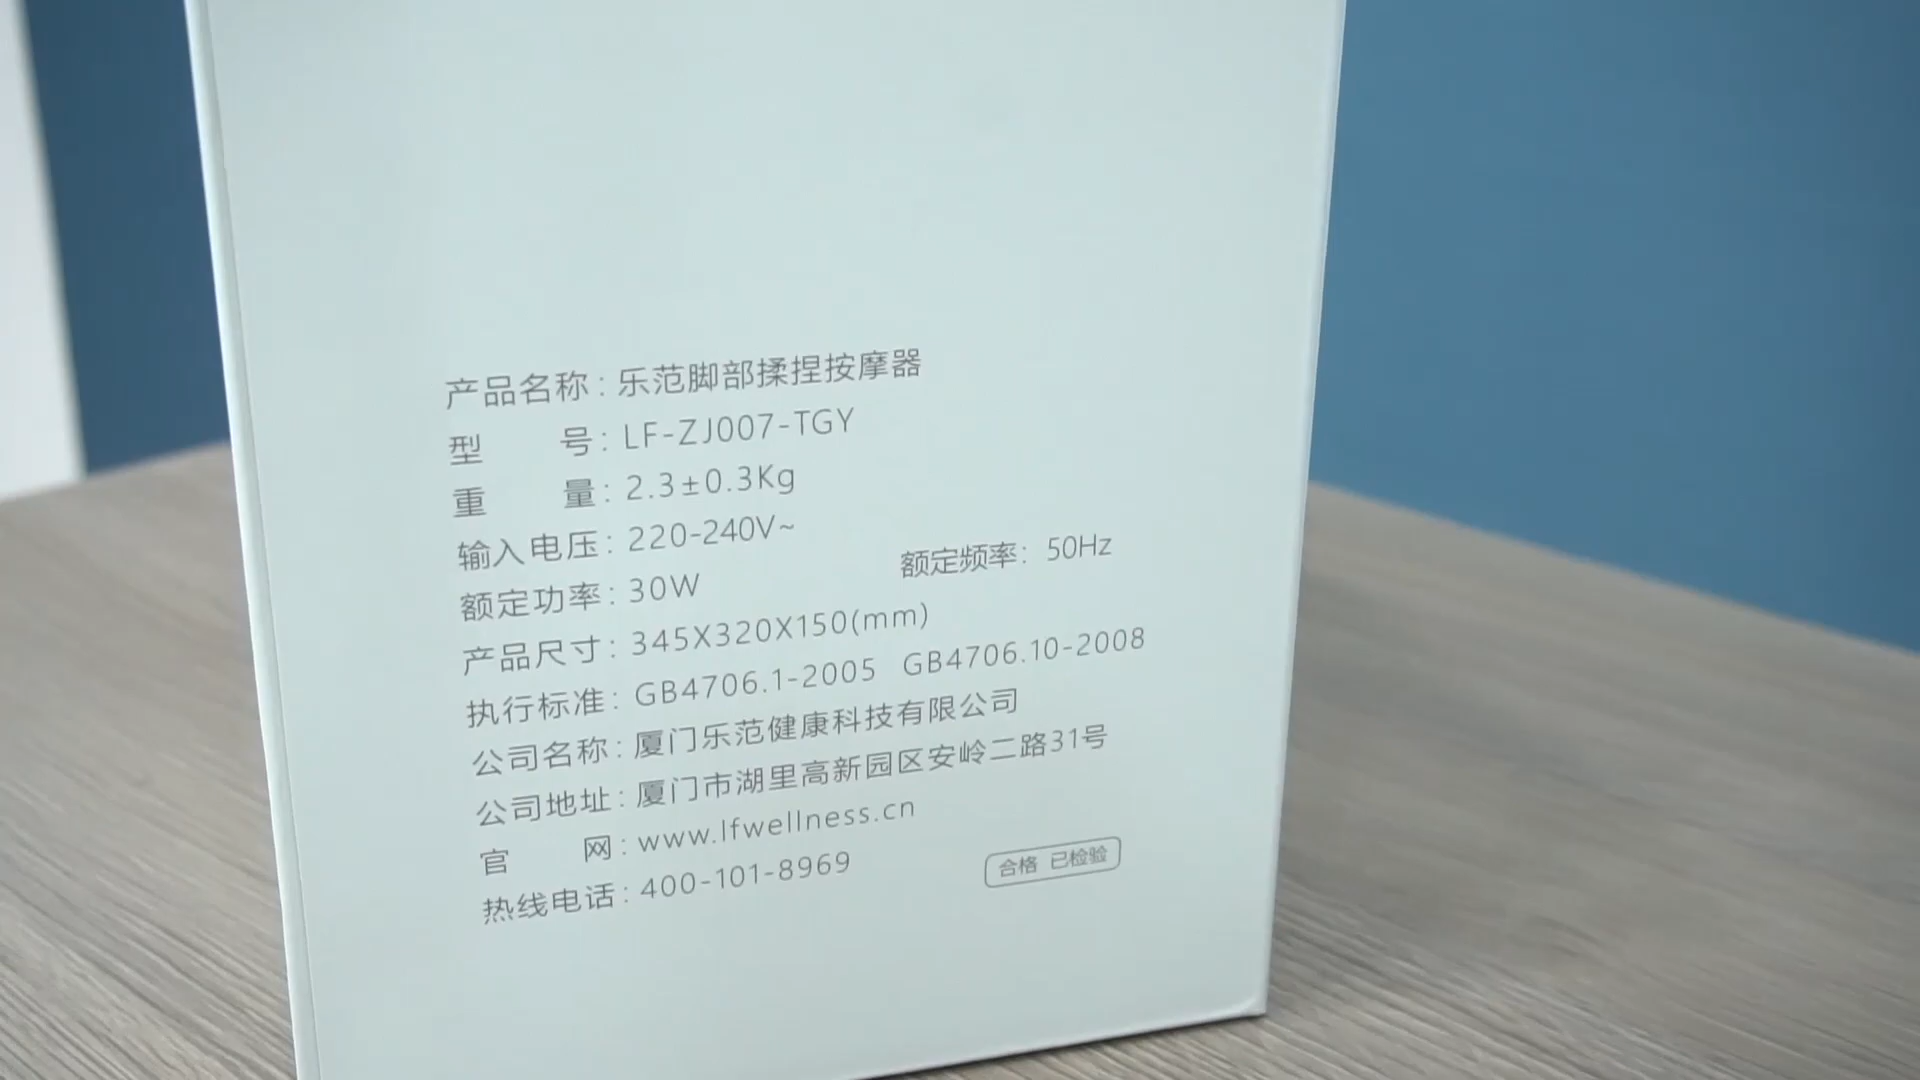 产品名称：乐范脚部揉捏按摩器
型号：LF-ZJ007-TGY
重量：2.3±0.3Kg
输入电压：220-240V~
额定功率：30W 额定频率：50Hz
产品尺寸：345X320X150(mm)
执行标准：GB4706.1-2005 GB4706.10-2008
公司名称：厦门乐范健康科技有限公司
公司地址：厦门市湖里高新园区安岭二路31号
官网：www.lfwellness.cn
热线电话：400-101-8969
合格 已检验